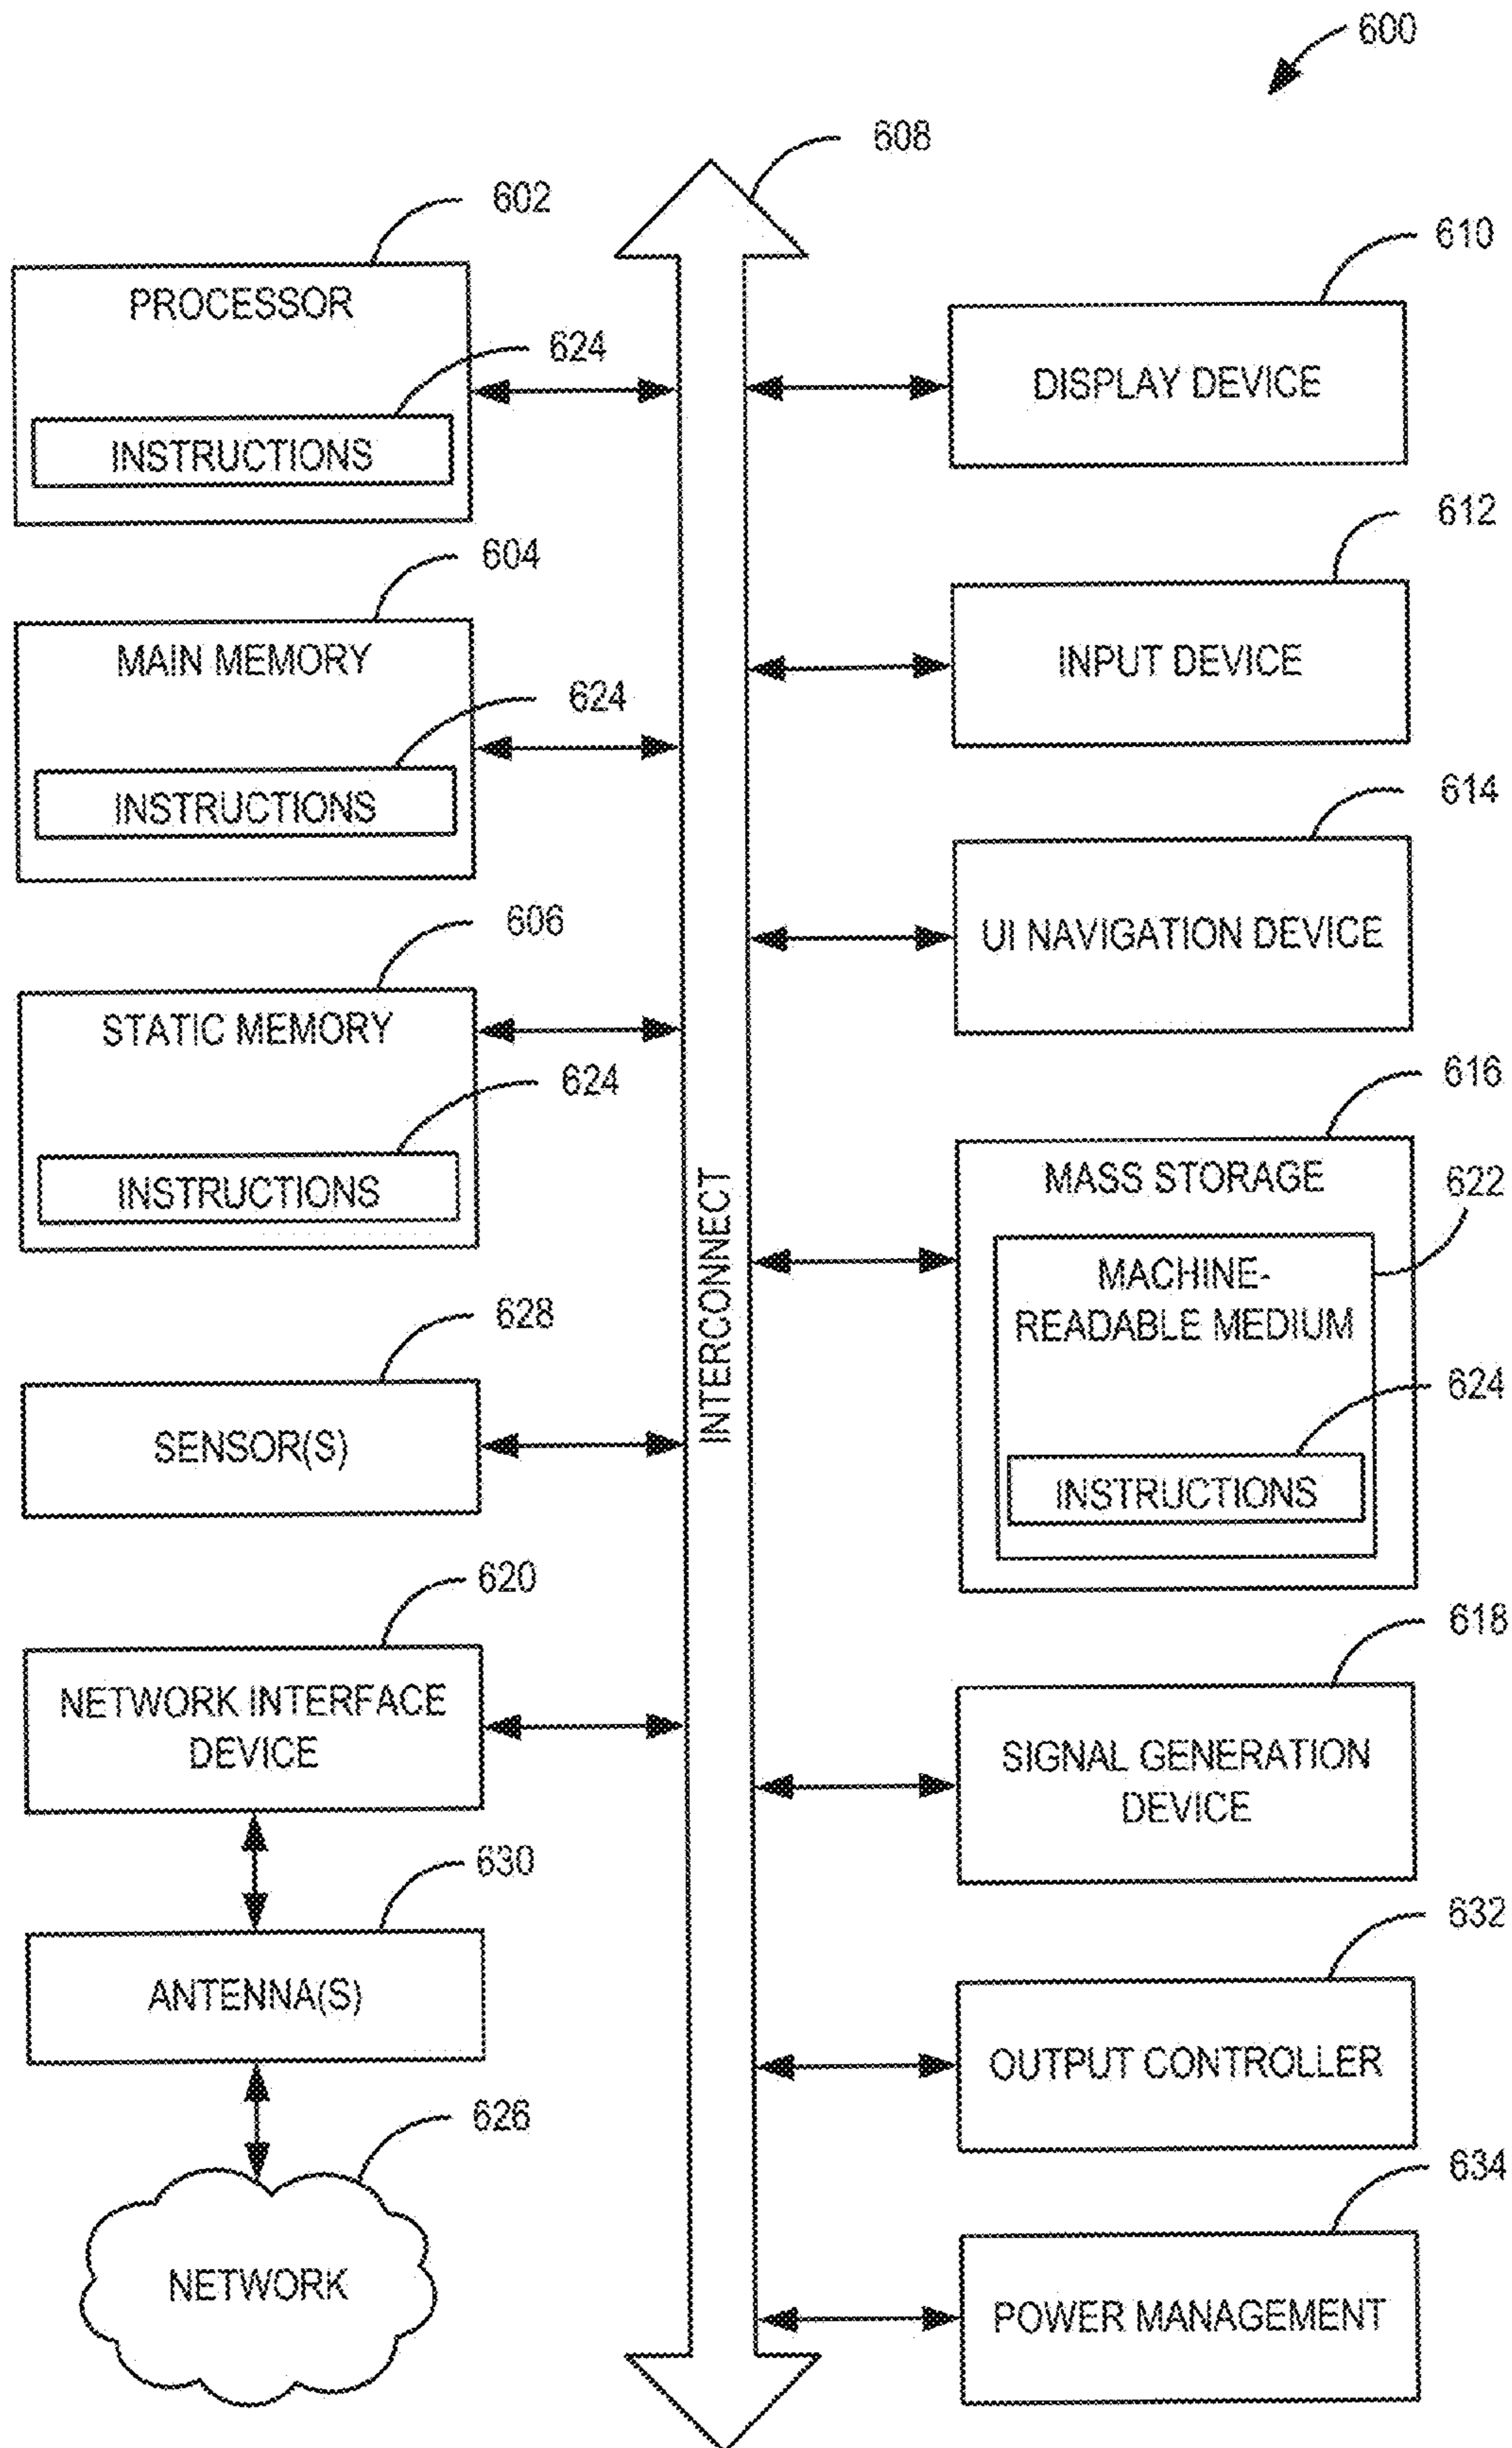 600
608
602
PROCESSOR
624
INSTRUCTIONS
604
MAIN MEMORY
624
INSTRUCTIONS
606
STATIC MEMORY
624
INSTRUCTIONS
628
SENSOR(S)
620
NETWORK INTERFACE
DEVICE
630
ANTENNA(S)
626
NETWORK
INTERCONNECT
610
DISPLAY DEVICE
612
INPUT DEVICE
614
UI NAVIGATION DEVICE
616
MASS STORAGE
622
MACHINE-
READABLE MEDIUM
624
INSTRUCTIONS
618
SIGNAL GENERATION
DEVICE
632
OUTPUT CONTROLLER
634
POWER MANAGEMENT